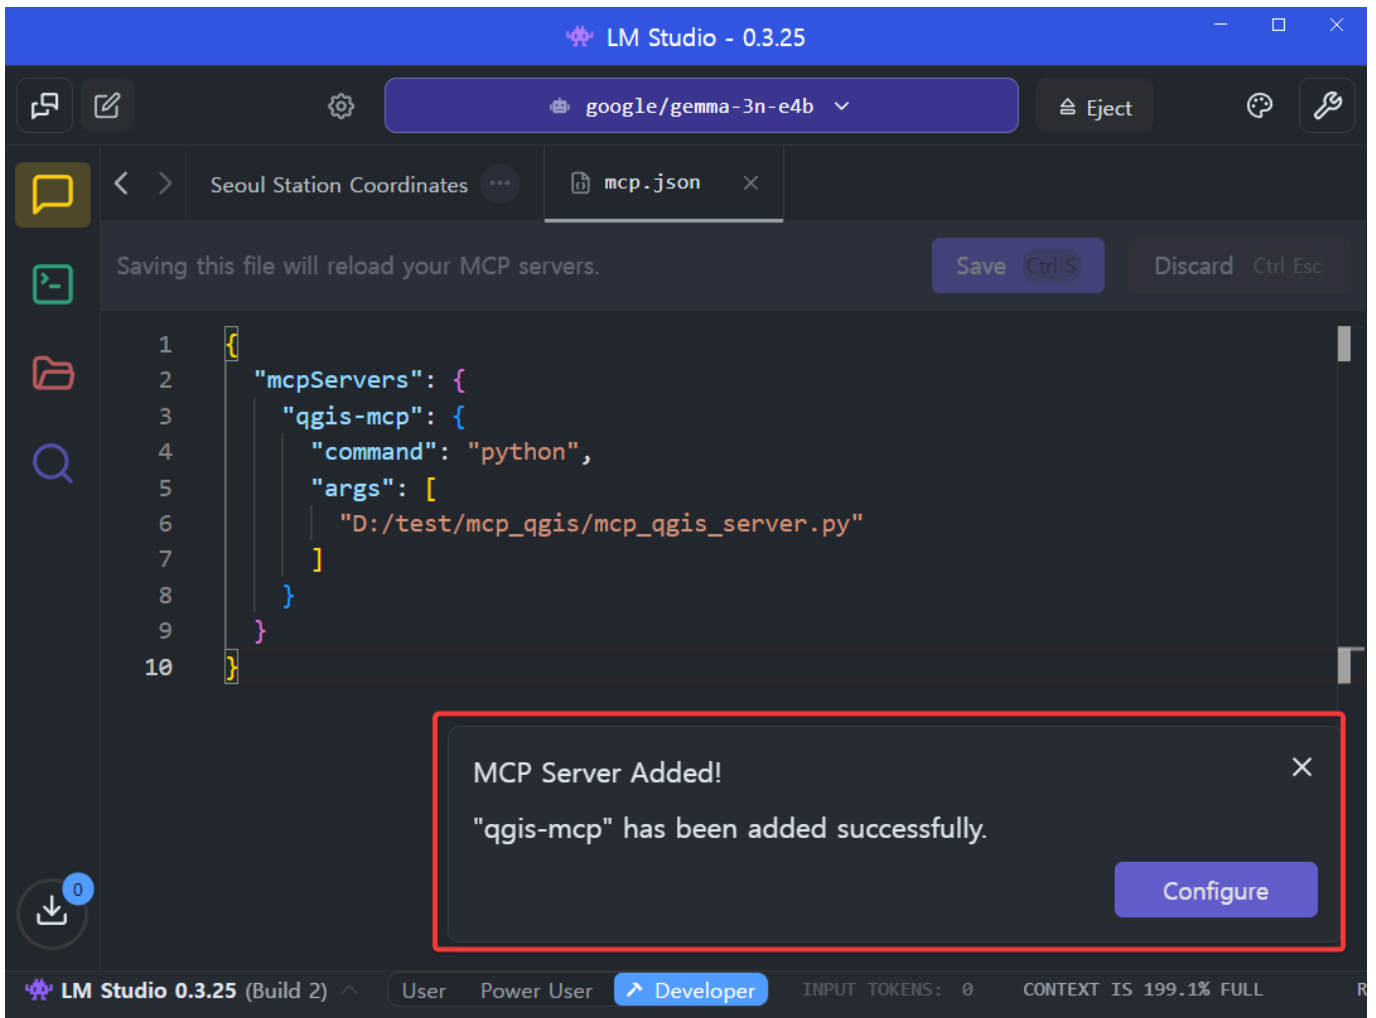 LM Studio - 0.3.25
google/gemma-3n-e4b
Eject
Seoul Station Coordinates
mcp.json
Saving this file will reload your MCP servers.
Save Ctrl S
Discard Ctrl Esc
1 {
2 "mcpServers": {
3 "qgis-mcp": {
4 "command": "python",
5 "args": [
6 "D:/test/mcp_qgis/mcp_qgis_server.py"
7 ]
8 }
9 }
10 }
MCP Server Added!
"qgis-mcp" has been added successfully.
Configure
0
LM Studio 0.3.25 (Build 2)
User
Power User
Developer
INPUT TOKENS: 0
CONTEXT IS 199.1% FULL
R